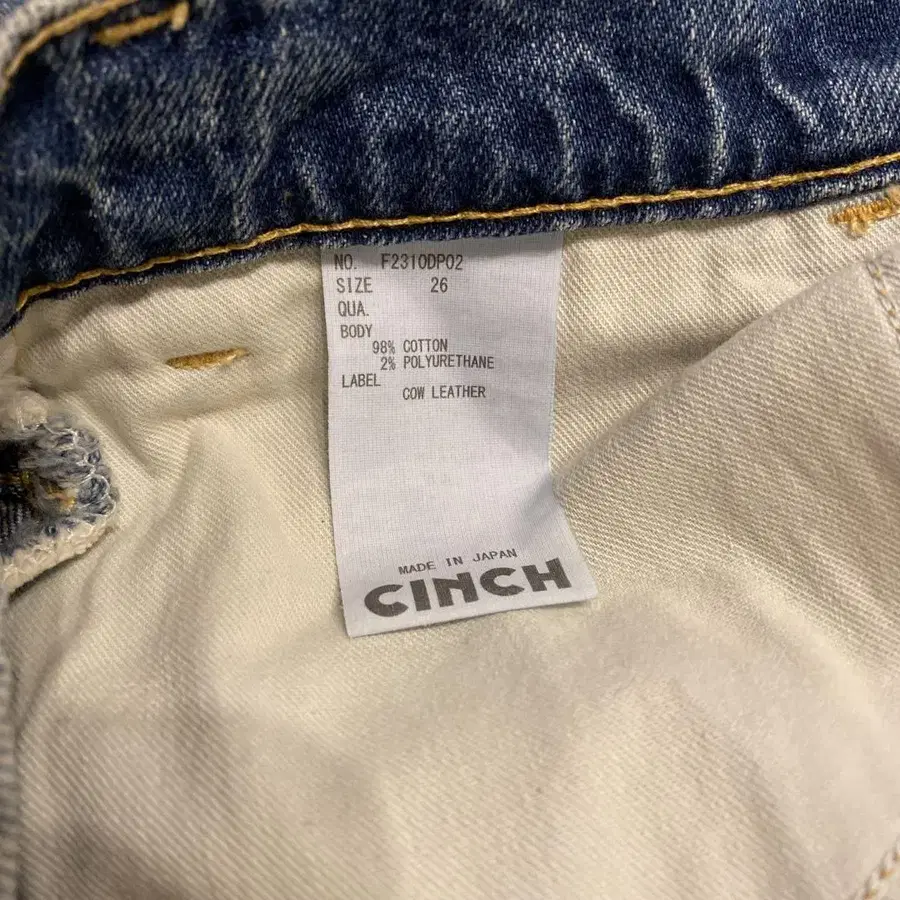 NO. F2310DP02
SIZE 26
QUA.
BODY
98% COTTON
2% POLYURETHANE
LABEL
COW LEATHER
MADE IN JAPAN
CINCH